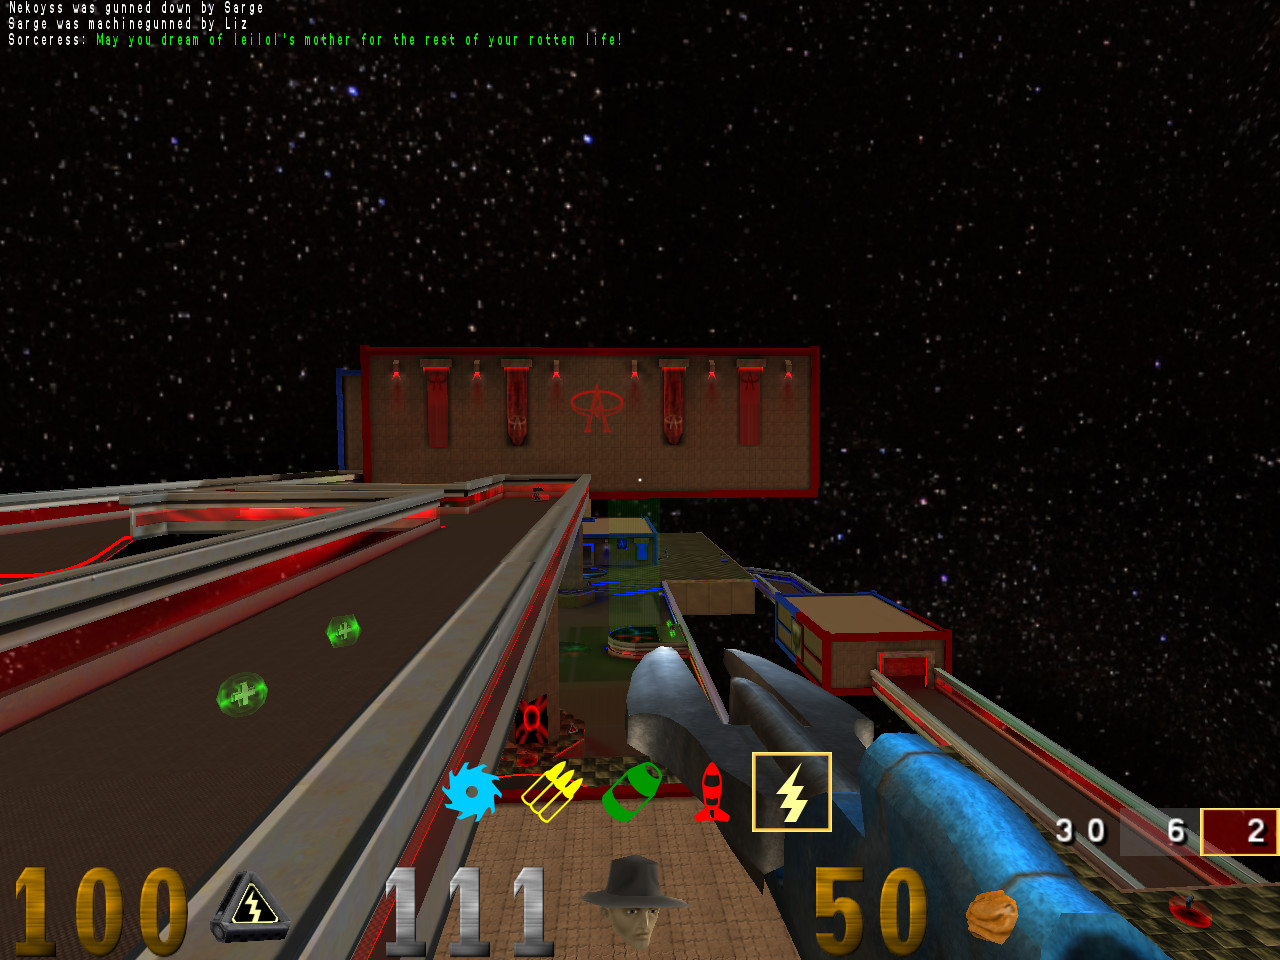 Nekoyss was gunned down by Sarge
Sarge was machinegunned by Liz
Sorceress: May you dream of leilol's mother for the rest of your rotten life!
30 6 2
100 111 50